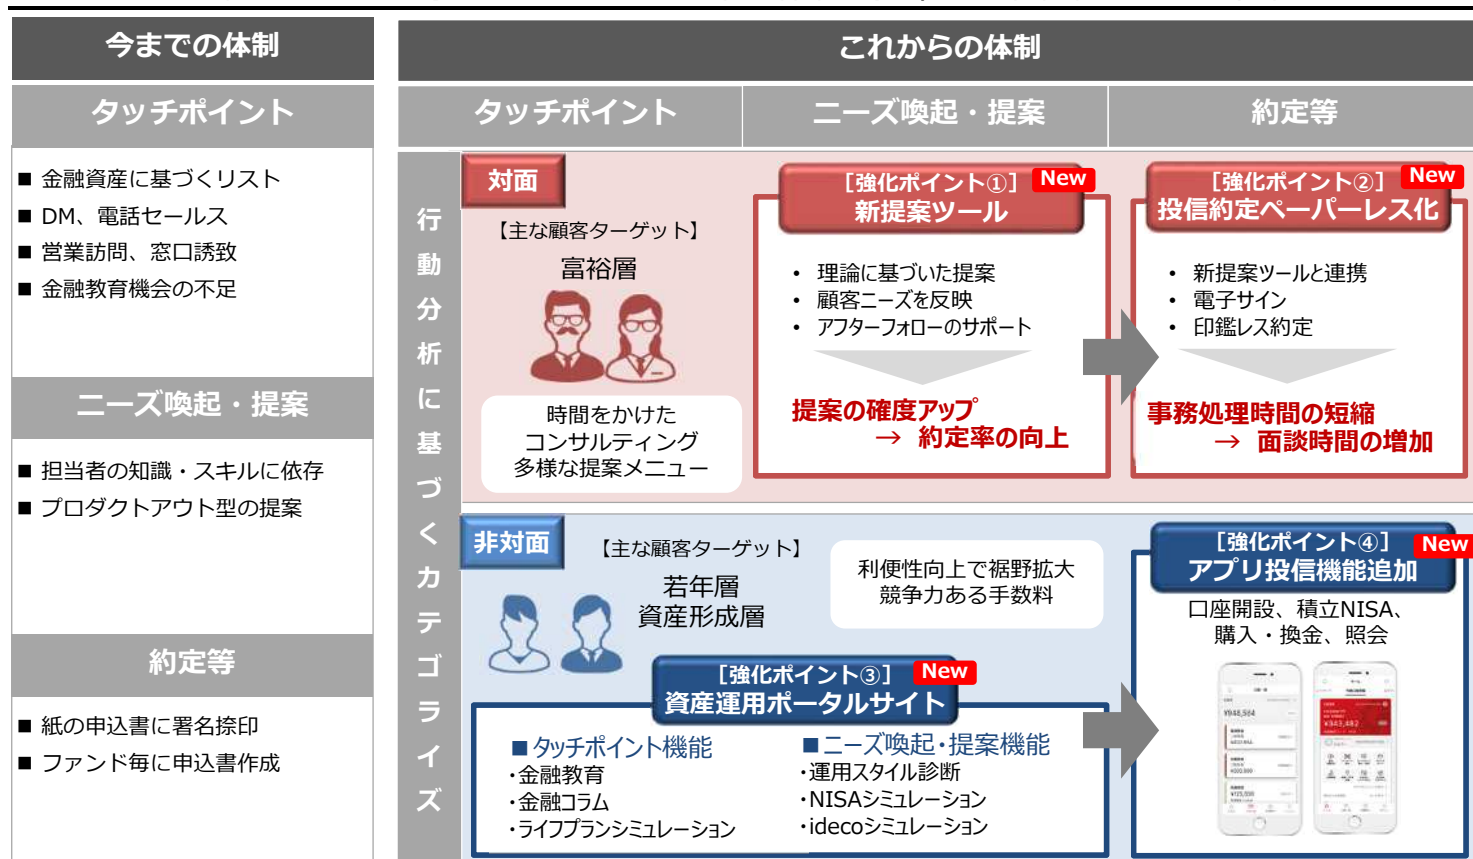 今までの体制
タッチポイント
■ 金融資産に基づくリスト
■ DM、電話セールス
■ 営業訪問、窓口誘致
■ 金融教育機会の不足
ニーズ喚起・提案
■ 担当者の知識・スキルに依存
■ プロダクトアウト型の提案
約定等
■ 紙の申込書に署名捺印
■ ファンド毎に申込書作成
これからの体制
タッチポイント
ニーズ喚起・提案
約定等
行動分析に基づくカテゴライズ
対面
【主な顧客ターゲット】
富裕層
時間をかけた
コンサルティング
多様な提案メニュー
［強化ポイント①］ New
新提案ツール
• 理論に基づいた提案
• 顧客ニーズを反映
• アフターフォローのサポート
提案の確度アップ
→ 約定率の向上
［強化ポイント②］ New
投信約定ペーパーレス化
• 新提案ツールと連携
• 電子サイン
• 印鑑レス約定
事務処理時間の短縮
→ 面談時間の増加
非対面
【主な顧客ターゲット】
若年層
資産形成層
利便性向上で裾野拡大
競争力ある手数料
［強化ポイント③］ New
資産運用ポータルサイト
■タッチポイント機能
・金融教育
・金融コラム
・ライフプランシミュレーション
■ニーズ喚起・提案機能
・運用スタイル診断
・NISAシミュレーション
・idecoシミュレーション
［強化ポイント④］ New
アプリ投信機能追加
口座開設、積立NISA、
購入・換金、照会
¥948,584